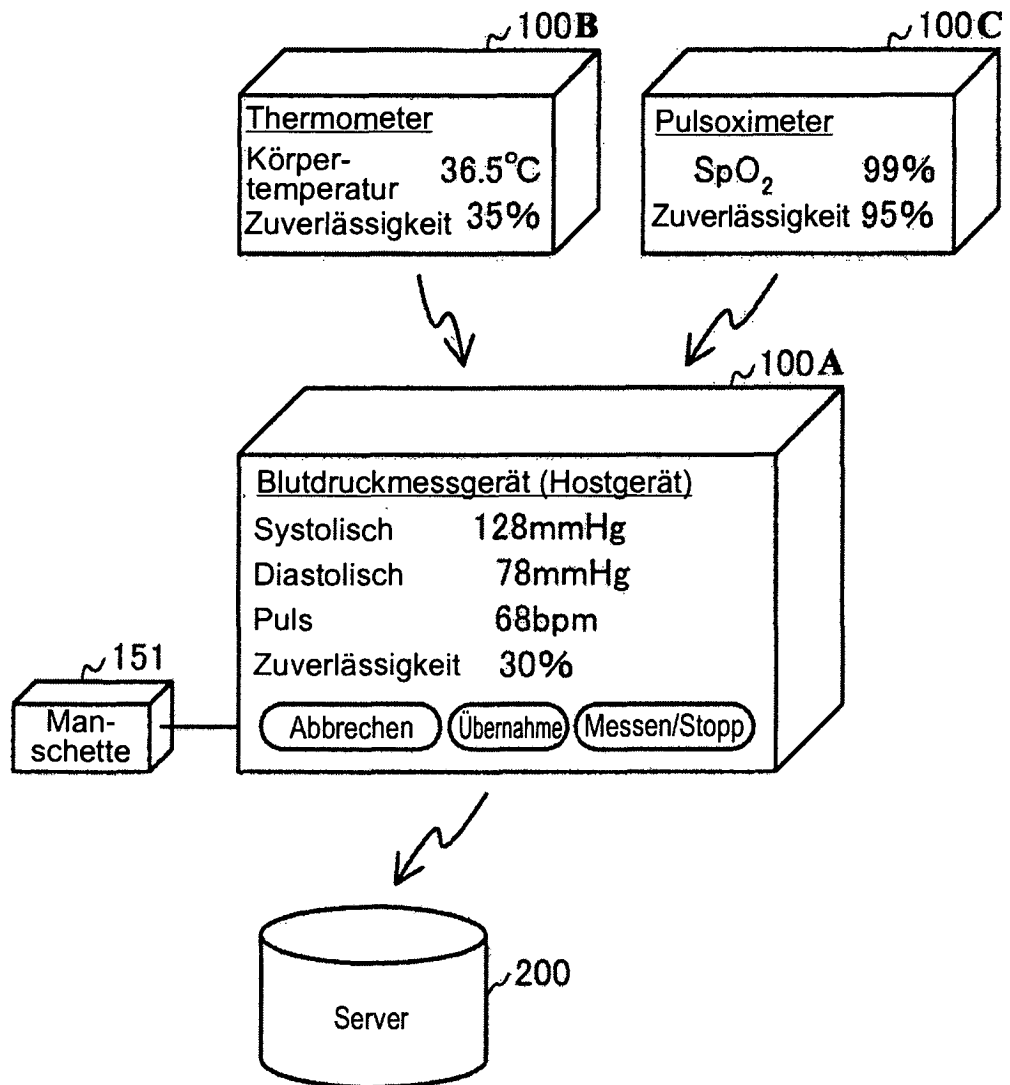 100B
100C
Thermometer
Körper-
temperatur 36.5°C
Zuverlässigkeit 35%
Pulsoximeter
SpO₂ 99%
Zuverlässigkeit 95%
100A
Blutdruckmessgerät (Hostgerät)
Systolisch 128mmHg
Diastolisch 78mmHg
Puls 68bpm
Zuverlässigkeit 30%
Abbrechen Übernahme Messen/Stopp
151
Man-
schette
200
Server